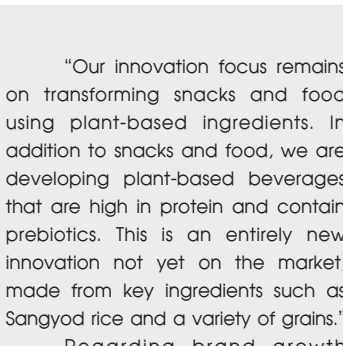 “Our innovation focus remains
on transforming snacks and food
using plant-based ingredients. In
addition to snacks and food, we are
developing plant-based beverages
that are high in protein and contain
prebiotics. This is an entirely new
innovation not yet on the market,
made from key ingredients such as
Sangyod rice and a variety of grains.”
Regarding brand growth